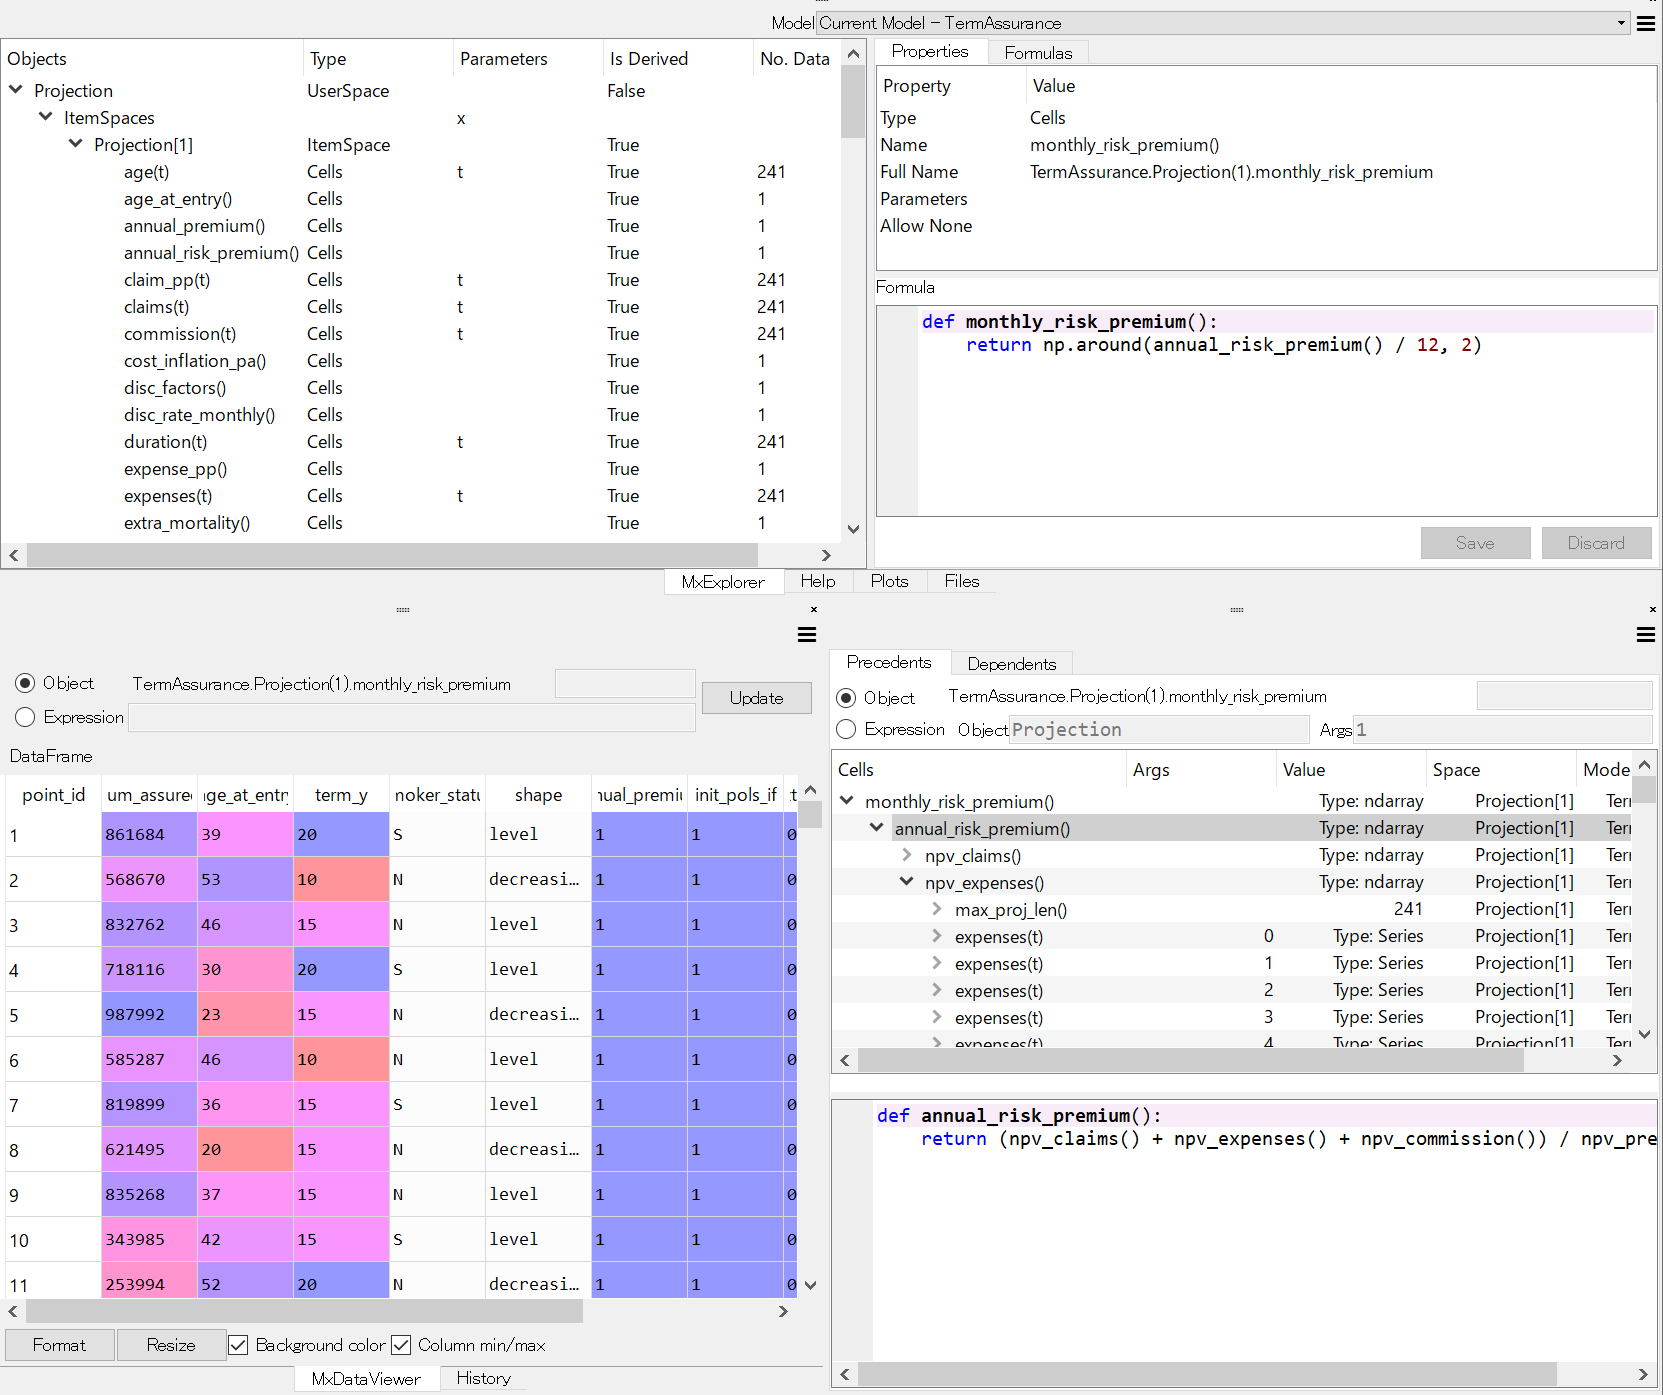 Model Current Model - TermAssurance
Objects Type Parameters Is Derived No. Data
Projection UserSpace False
ItemSpaces x
Projection[1] ItemSpace True
age(t) Cells t True 241
age_at_entry() Cells True 1
annual_premium() Cells True 1
annual_risk_premium() Cells True 1
claim_pp(t) Cells t True 241
claims(t) Cells t True 241
commission(t) Cells t True 241
cost_inflation_pa() Cells True 1
disc_factors() Cells True 1
disc_rate_monthly() Cells True 1
duration(t) Cells t True 241
expense_pp() Cells True 1
expenses(t) Cells t True 241
extra_mortality() Cells True 1
Properties Formulas
Property Value
Type Cells
Name monthly_risk_premium()
Full Name TermAssurance.Projection(1).monthly_risk_premium
Parameters
Allow None
Formula
def monthly_risk_premium():
return np.around(annual_risk_premium() / 12, 2)
Save Discard
MxExplorer Help Plots Files
Object TermAssurance.Projection(1).monthly_risk_premium
Update
Expression
DataFrame
point_id um_assure age_at_entry term_y noker_statu shape nual_premiu init_pols_if
1 861684 39 20 S level 1 1 0
2 568670 53 10 N decreasi… 1 1 0
3 832762 46 15 N level 1 1 0
4 718116 30 20 S level 1 1 0
5 987992 23 15 N decreasi… 1 1 0
6 585287 46 10 N level 1 1 0
7 819899 36 15 S level 1 1 0
8 621495 20 15 N decreasi… 1 1 0
9 835268 37 15 N level 1 1 0
10 343985 42 15 S level 1 1 0
11 253994 52 20 N decreasi… 1 1 0
Format Resize Background color Column min/max
MxDataViewer History
Precedents Dependents
Object TermAssurance.Projection(1).monthly_risk_premium
Expression Object Projection Args 1
Cells Args Value Space Mode
monthly_risk_premium() Type: ndarray Projection[1] Ter
annual_risk_premium() Type: ndarray Projection[1] Ter
npv_claims() Type: ndarray Projection[1] Ter
npv_expenses() Type: ndarray Projection[1] Ter
max_proj_len() 241 Projection[1] Ter
expenses(t) 0 Type: Series Projection[1] Ter
expenses(t) 1 Type: Series Projection[1] Ter
expenses(t) 2 Type: Series Projection[1] Ter
expenses(t) 3 Type: Series Projection[1] Ter
expenses(t) 4 Type: Series Projection[1] Ter
def annual_risk_premium():
return (npv_claims() + npv_expenses() + npv_commission()) / npv_pre